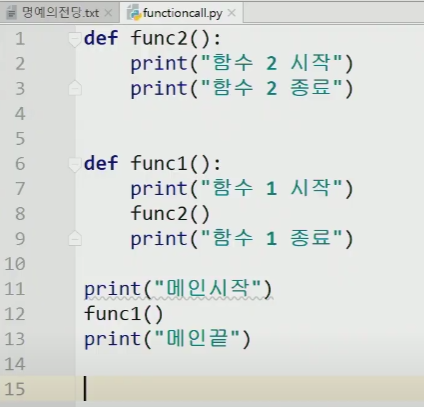 명예의전당.txt × functioncall.py ×
1 def func2():
2     print("함수 2 시작")
3     print("함수 2 종료")
4
5
6 def func1():
7     print("함수 1 시작")
8     func2()
9     print("함수 1 종료")
10
11 print("메인시작")
12 func1()
13 print("메인끝")
14
15